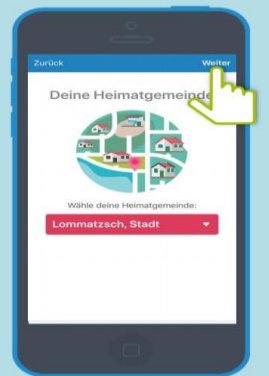 Zurück Weiter
Deine Heimatgemeinde
Wähle deine Heimatgemeinde:
Lommatzsch, Stadt